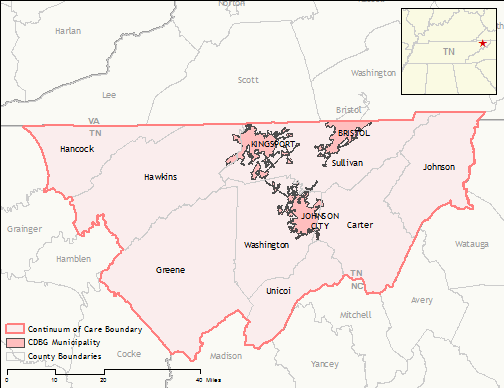 Norton
Harlan
TN
Scott
Washington
Lee
Bristol
VA
TN
BRISTOL
KINGSPORT
Hancock
Sullivan
Johnson
Hawkins
JOHNSON
CITY
Carter
Grainger
Washington
Watauga
Hamblen
Greene
TN
NC
Unicoi
Avery
Mitchell
Continuum of Care Boundary
CDBG Municipality
County Boundaries
Cocke
Madison
Yancey
0 10 20 40 Miles